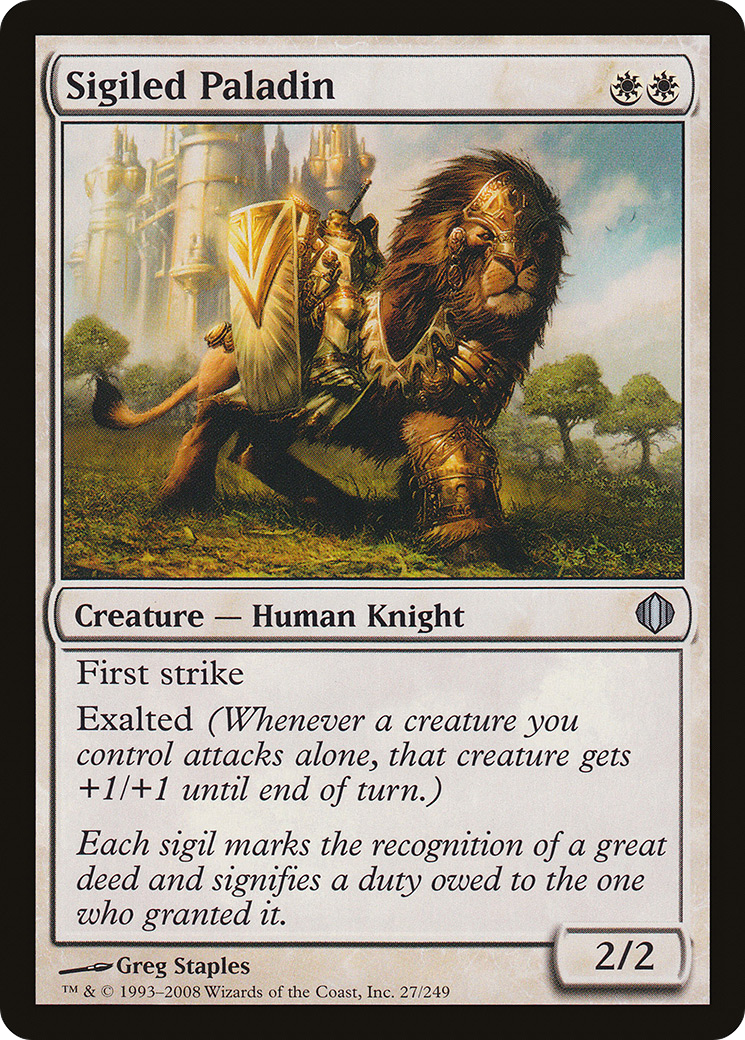 Sigiled Paladin
Creature — Human Knight
First strike
Exalted (Whenever a creature you
control attacks alone, that creature gets
+1/+1 until end of turn.)
Each sigil marks the recognition of a great
deed and signifies a duty owed to the one
who granted it.
2/2
Greg Staples
™ & © 1993–2008 Wizards of the Coast, Inc. 27/249